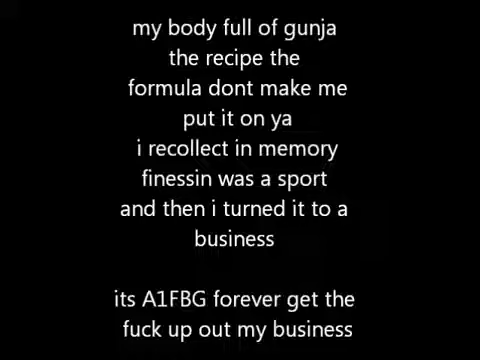 my body full of gunja
the recipe the
formula dont make me
put it on ya
i recollect in memory
finessin was a sport
and then i turned it to a
business
its A1FBG forever get the
fuck up out my business